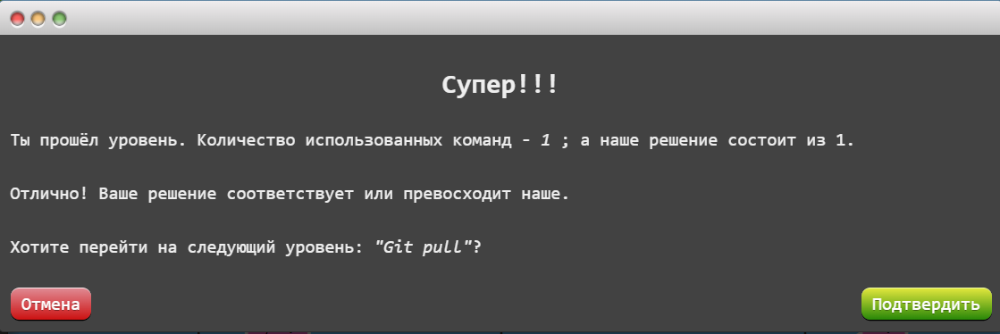 Супер!!!
Ты прошёл уровень. Количество использованных команд - 1 ; а наше решение состоит из 1.
Отлично! Ваше решение соответствует или превосходит наше.
Хотите перейти на следующий уровень: "Git pull"?
Отмена
Подтвердить